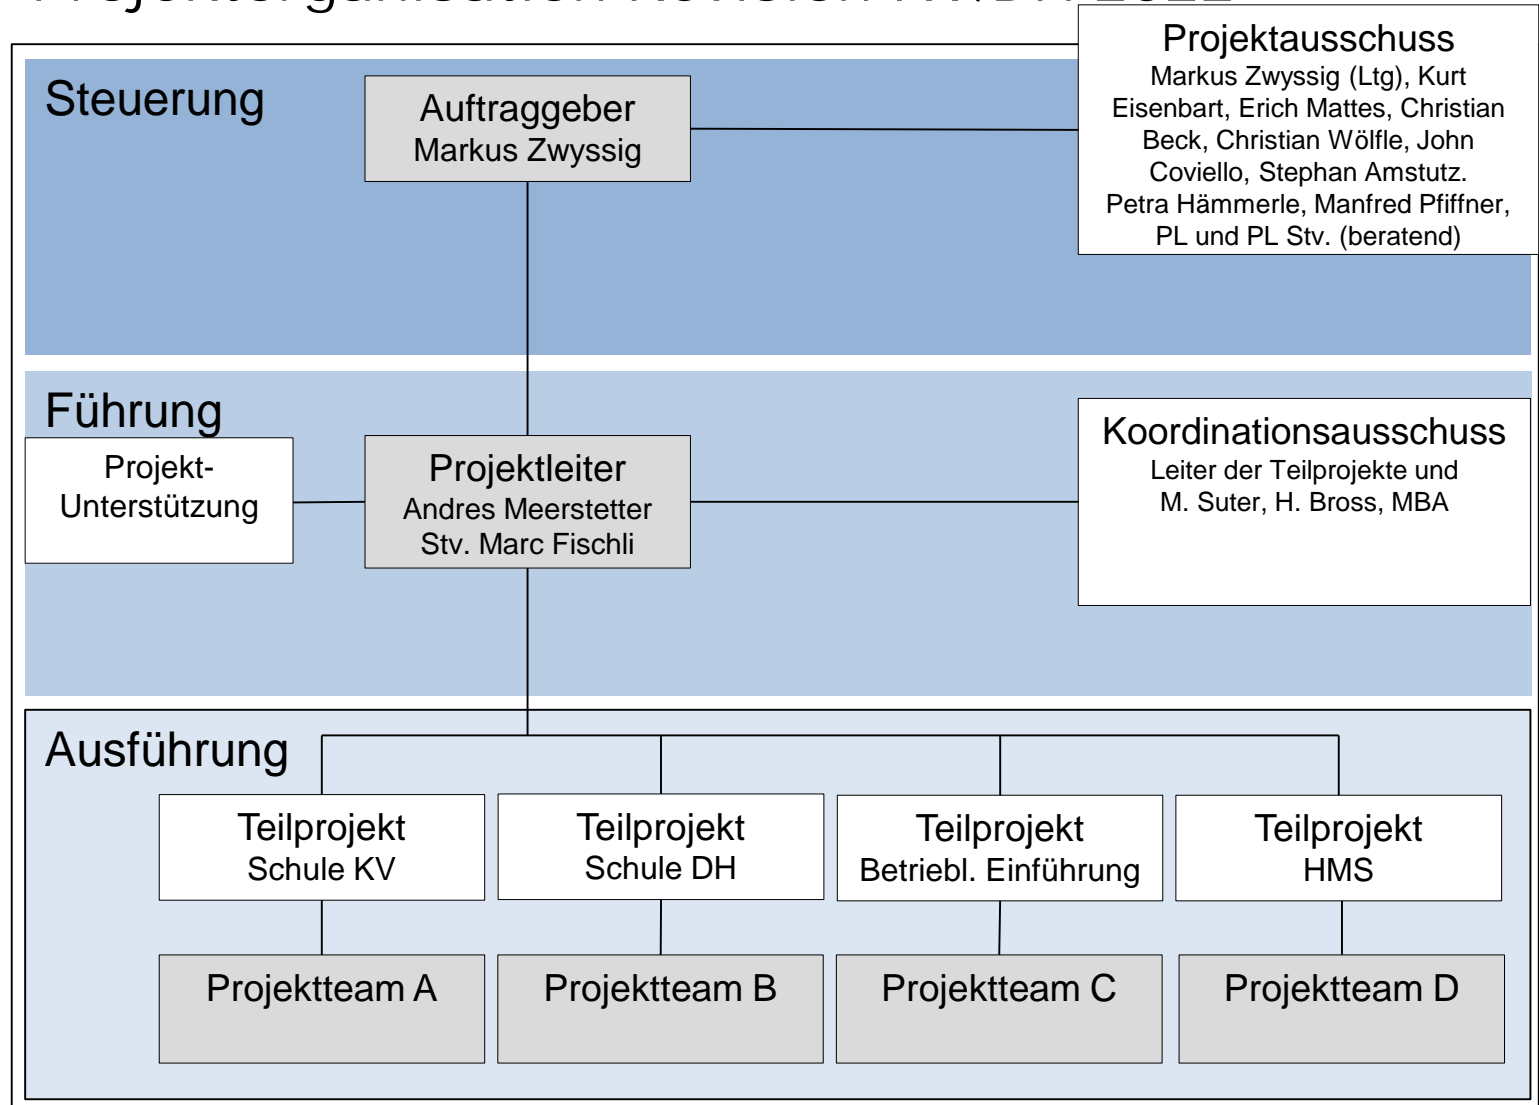 Projektorganisation Revision
Steuerung
Auftraggeber
Markus Zwyssig
Projektausschuss
Markus Zwyssig (Ltg), Kurt
Eisenbart, Erich Mattes, Christian
Beck, Christian Wölfle, John
Coviello, Stephan Amstutz.
Petra Hämmerle, Manfred Pfiffner,
PL und PL Stv. (beratend)
Führung
Projekt-
Unterstützung
Projektleiter
Andres Meerstetter
Stv. Marc Fischli
Koordinationsausschuss
Leiter der Teilprojekte und
M. Suter, H. Bross, MBA
Ausführung
Teilprojekt
Schule KV
Teilprojekt
Schule DH
Teilprojekt
Betriebl. Einführung
Teilprojekt
HMS
Projektteam A
Projektteam B
Projektteam C
Projektteam D